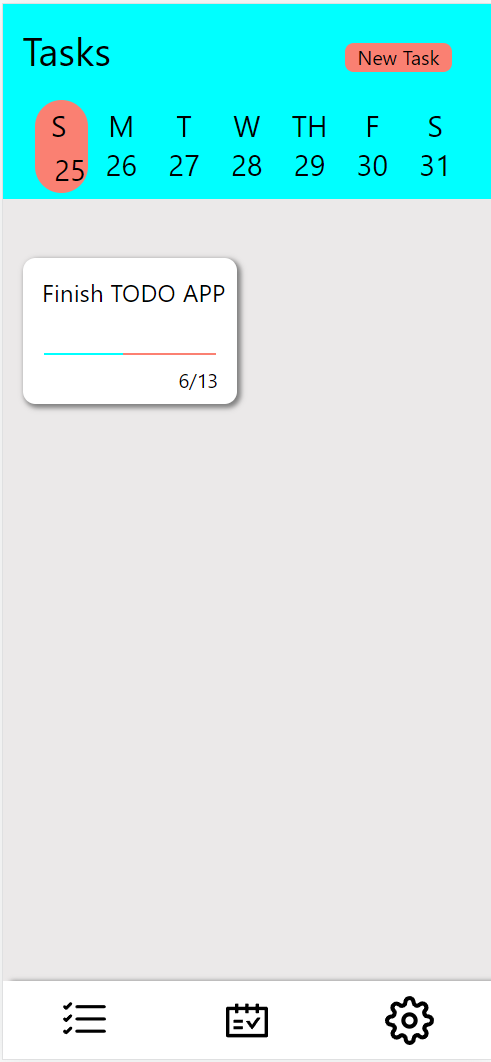 Tasks
New Task
S M T W TH F S
25 26 27 28 29 30 31
Finish TODO APP
6/13